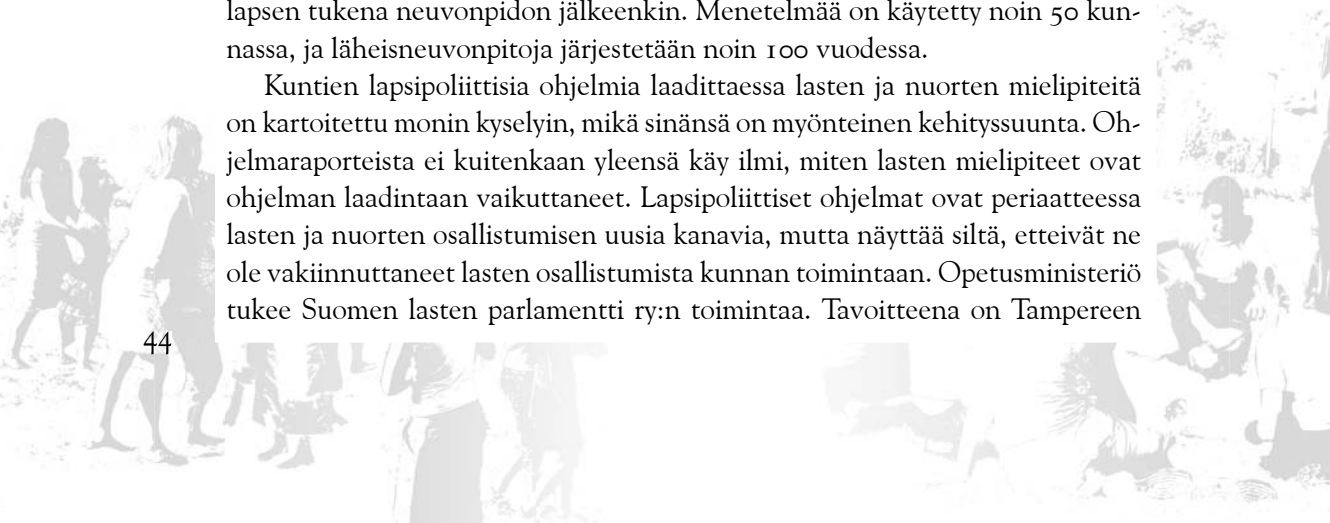 lapsen tukena neuvonpidon jälkeenkin. Menetelmää on käytetty noin 50 kun-
nassa, ja läheisneuvonpitoja järjestetään noin 100 vuodessa.
Kuntien lapsipoliittisia ohjelmia laadittaessa lasten ja nuorten mielipiteitä
on kartoitettu monin kyselyin, mikä sinänsä on myönteinen kehityssuunta. Oh-
jelmaraporteista ei kuitenkaan yleensä käy ilmi, miten lasten mielipiteet ovat
ohjelman laadintaan vaikuttaneet. Lapsipoliittiset ohjelmat ovat periaatteessa
lasten ja nuorten osallistumisen uusia kanavia, mutta näyttää siltä, etteivät ne
ole vakiinnuttaneet lasten osallistumista kunnan toimintaan. Opetusministeriö
tukee Suomen lasten parlamentti ry:n toimintaa. Tavoitteena on Tampereen
44